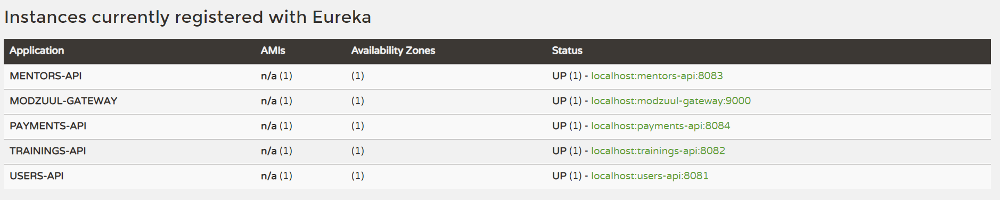 Instances currently registered with Eureka
Application AMIs Availability Zones Status
MENTORS-API n/a (1) (1) UP (1) - localhost:mentors-api:8083
MODZUUL-GATEWAY n/a (1) (1) UP (1) - localhost:modzuul-gateway:9000
PAYMENTS-API n/a (1) (1) UP (1) - localhost:payments-api:8084
TRAININGS-API n/a (1) (1) UP (1) - localhost:trainings-api:8082
USERS-API n/a (1) (1) UP (1) - localhost:users-api:8081